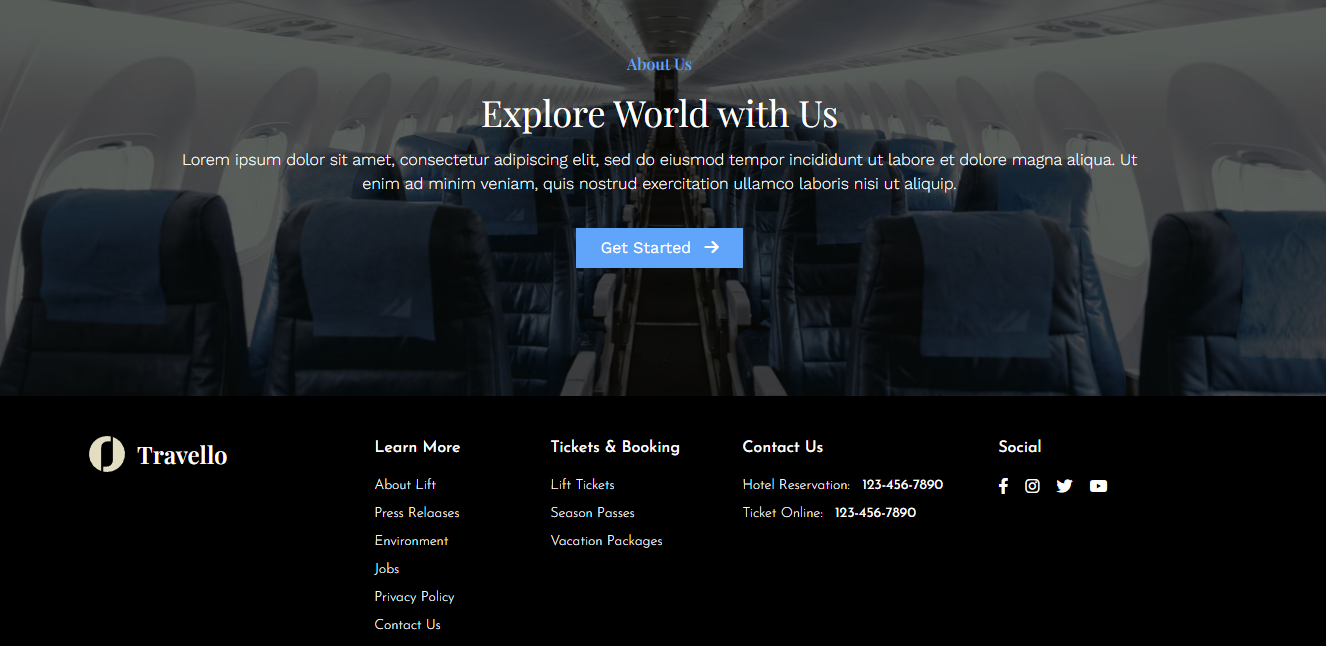 About Us
Explore World with Us
Lorem ipsum dolor sit amet, consectetur adipiscing elit, sed do eiusmod tempor incididunt ut labore et dolore magna aliqua. Ut
enim ad minim veniam, quis nostrud exercitation ullamco laboris nisi ut aliquip.
Get Started
Travello
Learn More
About Lift
Press Relaases
Environment
Jobs
Privacy Policy
Contact Us
Tickets & Booking
Lift Tickets
Season Passes
Vacation Packages
Contact Us
Hotel Reservation: 123-456-7890
Ticket Online: 123-456-7890
Social